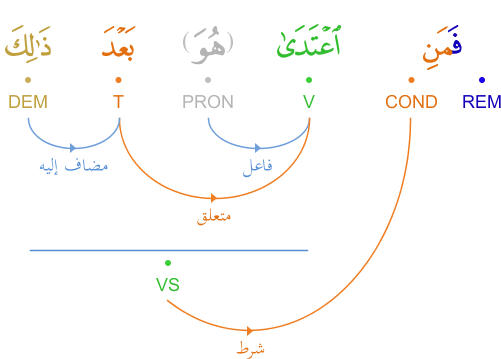 فَمَنِ ٱعْتَدَىٰ (هُوَ) بَعْدَ ذَٰلِكَ
REM COND V PRON T DEM
فاعل مضاف إليه
متعلق
VS
شرط